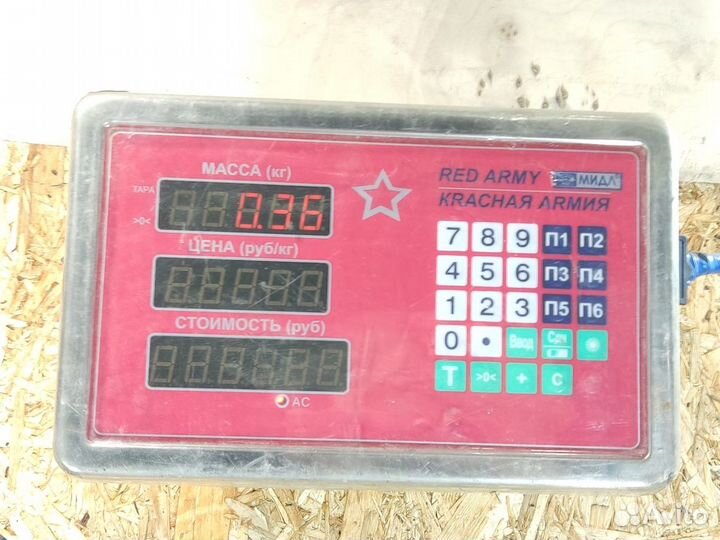 МАССА (кг)
ТАРА
>0<
0.36
ЦЕНА (руб/кг)
СТОИМОСТЬ (руб)
AC
RED ARMY МИДЛ
КRАСНАЯ АRМИЯ
7 8 9 П1 П2
4 5 6 П3 П4
1 2 3 П5 П6
0 • Ввод Срч
T >0< + C
Avito